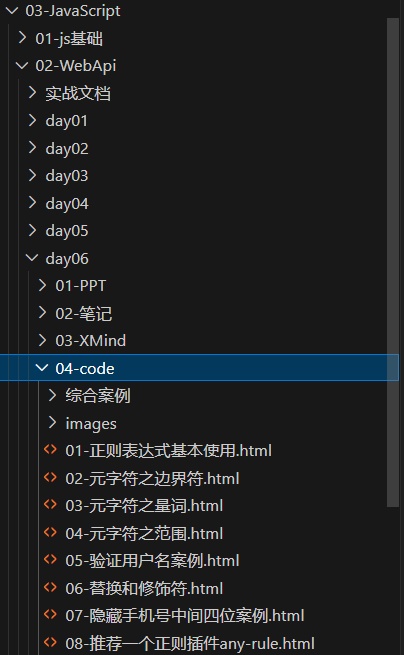 03-JavaScript
01-js基础
02-WebApi
实战文档
day01
day02
day03
day04
day05
day06
01-PPT
02-笔记
03-XMind
04-code
综合案例
images
01-正则表达式基本使用.html
02-元字符之边界符.html
03-元字符之量词.html
04-元字符之范围.html
05-验证用户名案例.html
06-替换和修饰符.html
07-隐藏手机号中间四位案例.html
08-推荐一个正则插件any-rule.html